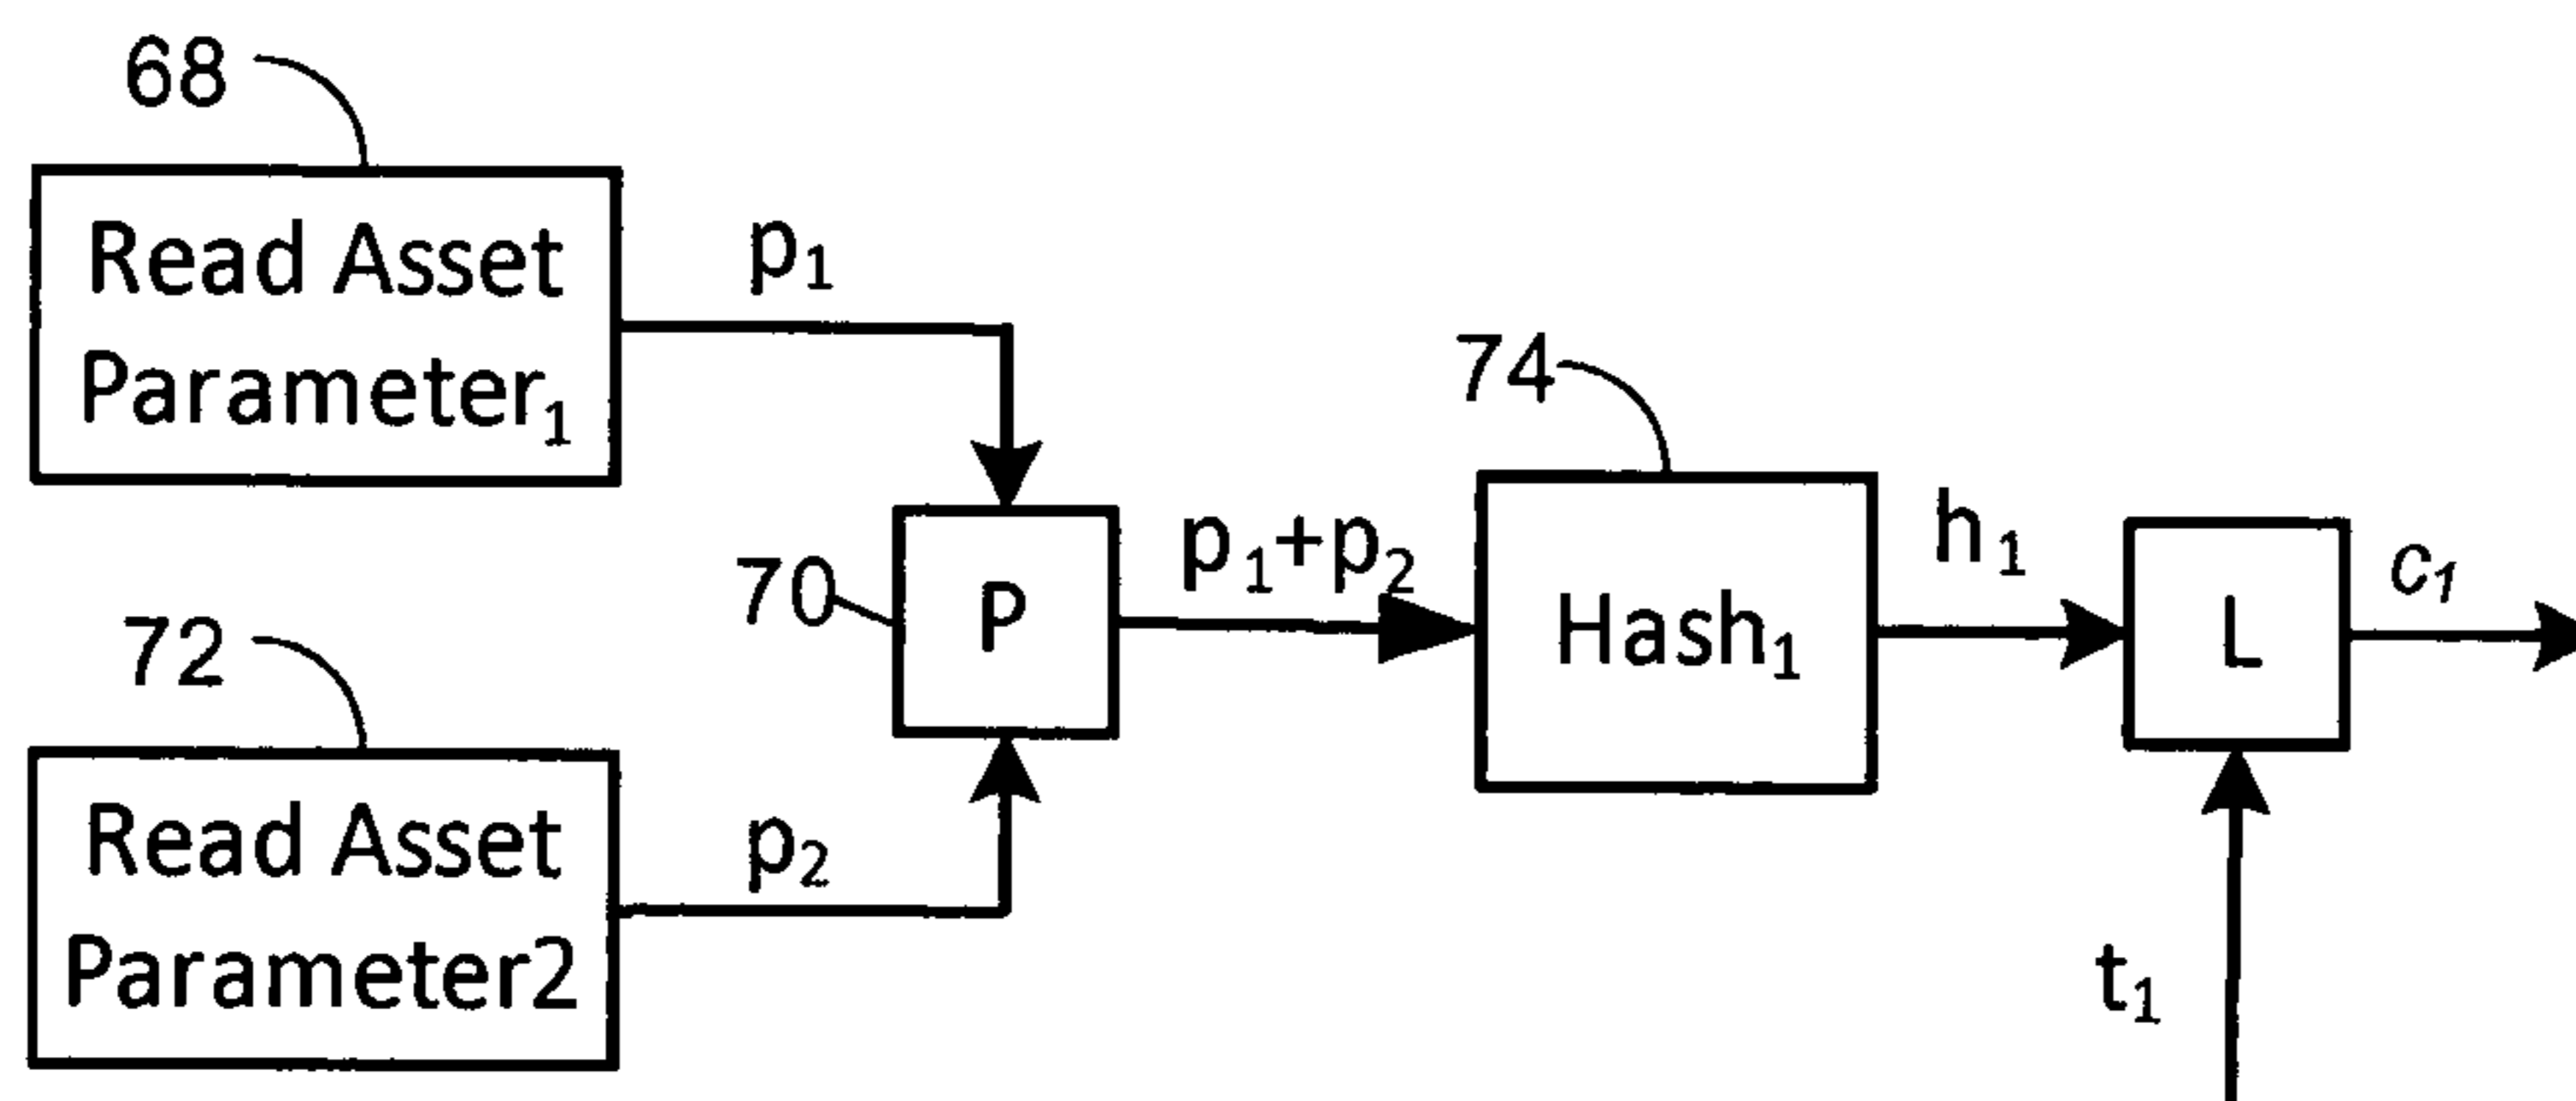 68
Read Asset
Parameter₁
p₁
72
Read Asset
Parameter2
p₂
70
P
p₁+p₂
74
Hash₁
h₁
L
c₁
t₁